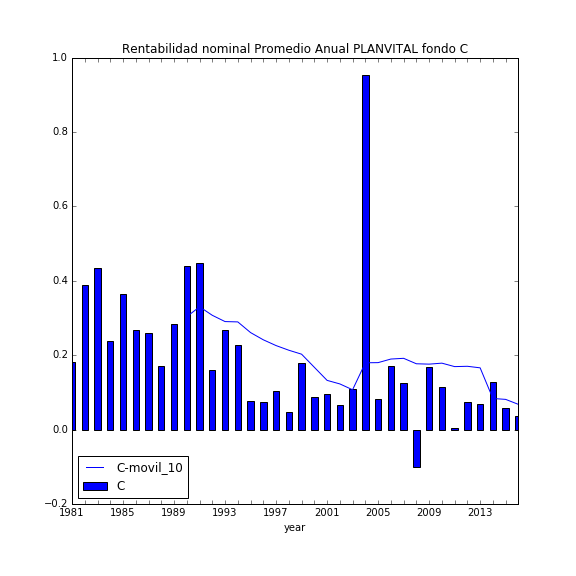 Rentabilidad nominal Promedio Anual PLANVITAL fondo C
1.0
0.8
0.6
0.4
0.2
0.0
−0.2
C-movil_10
C
1981 1985 1989 1993 1997 2001 2005 2009 2013
year